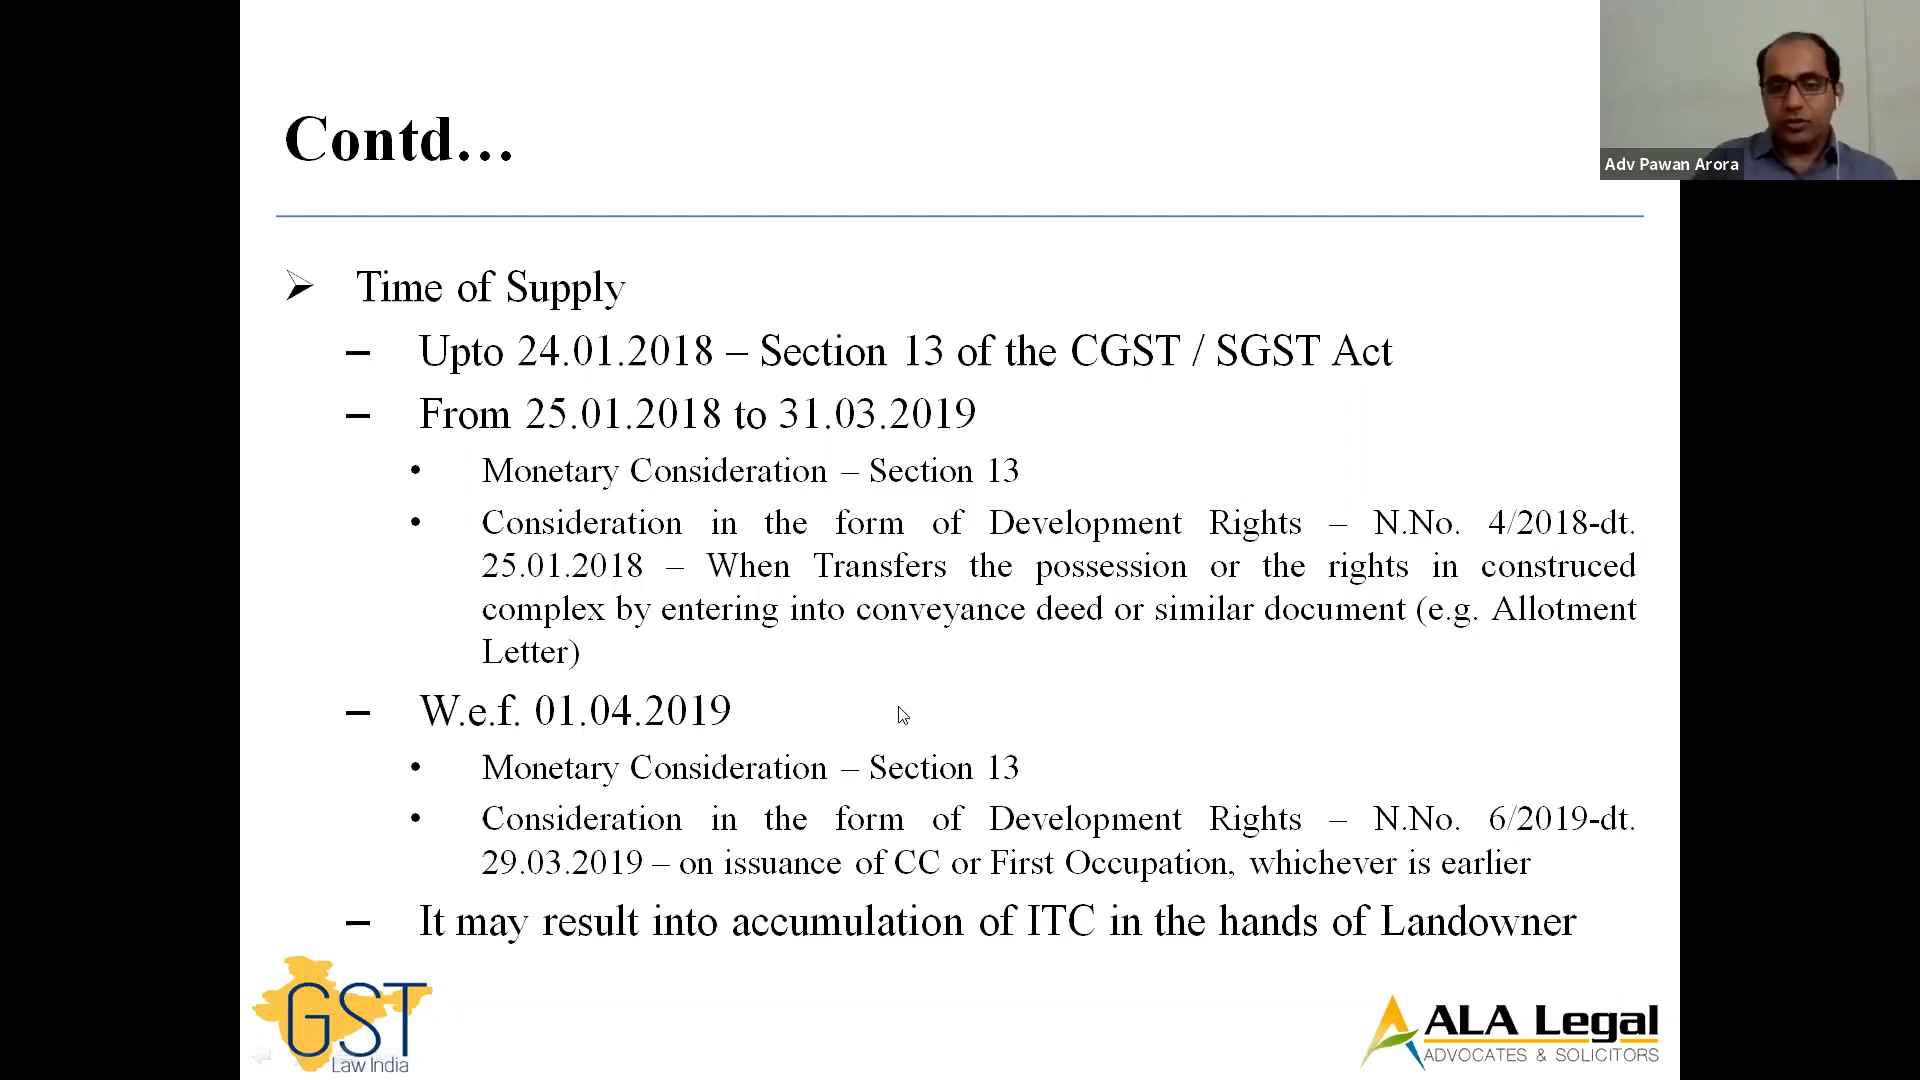 Contd…
Adv Pawan Arora
➢ Time of Supply
– Upto 24.01.2018 – Section 13 of the CGST / SGST Act
– From 25.01.2018 to 31.03.2019
• Monetary Consideration – Section 13
• Consideration in the form of Development Rights – N.No. 4/2018-dt.
25.01.2018 – When Transfers the possession or the rights in construced
complex by entering into conveyance deed or similar document (e.g. Allotment
Letter)
– W.e.f. 01.04.2019
• Monetary Consideration – Section 13
• Consideration in the form of Development Rights – N.No. 6/2019-dt.
29.03.2019 – on issuance of CC or First Occupation, whichever is earlier
– It may result into accumulation of ITC in the hands of Landowner
GST
Law India
ALA Legal
ADVOCATES & SOLICITORS